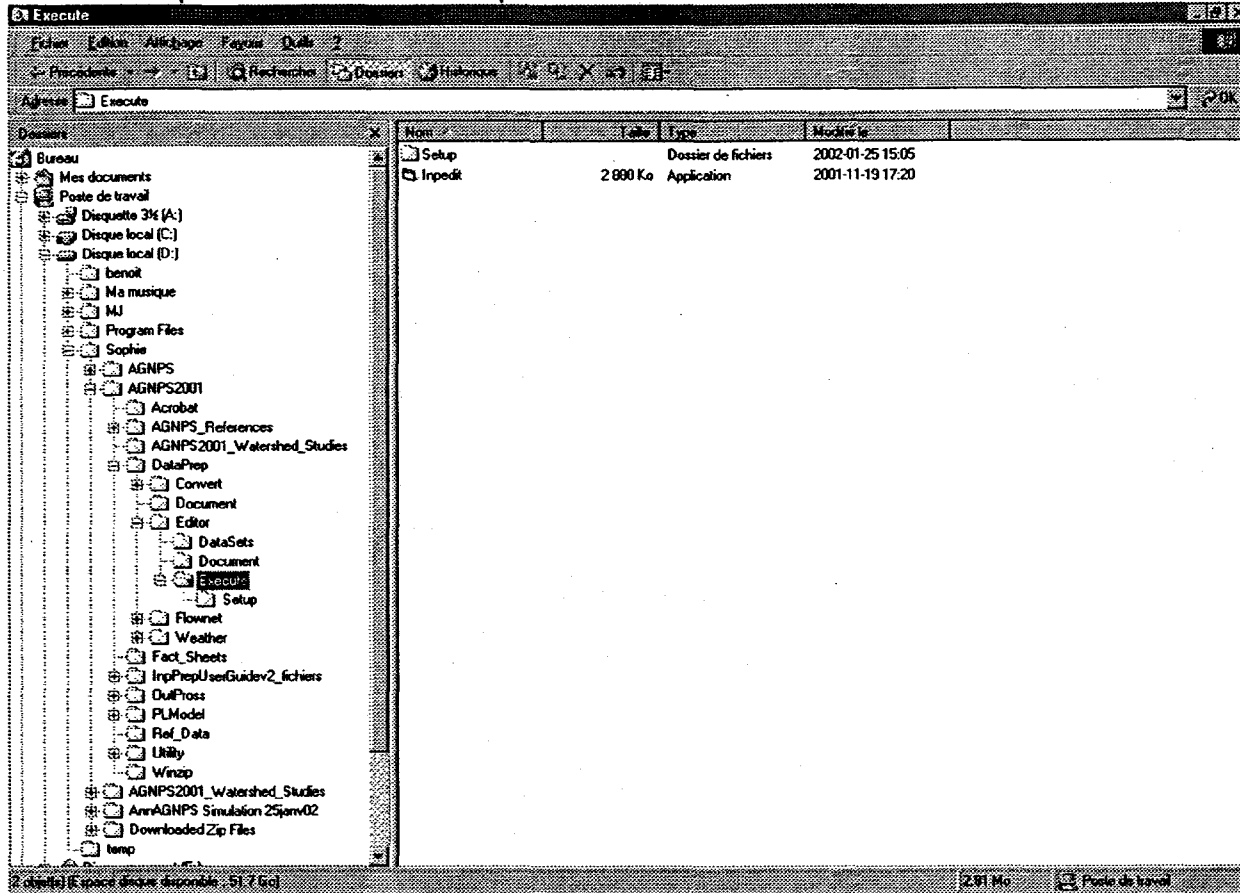 Execute
Fichier Edition Affichage Favoris Outils ?
Précédente Rechercher Dossiers Historique
Adresse Execute OK
Dossiers
Bureau
Mes documents
Poste de travail
Disquette 3½ (A:)
Disque local (C:)
Disque local (D:)
benoit
Ma musique
MJ
Program Files
Sophie
AGNPS
AGNPS2001
Acrobat
AGNPS_References
AGNPS2001_Watershed_Studies
DataPrep
Convert
Document
Editor
DataSets
Document
Execute
Setup
Flownet
Weather
Fact_Sheets
InpPrepUserGuidev2_fichiers
OutPross
PLModel
Ref_Data
Utility
Winzip
AGNPS2001_Watershed_Studies
AnnAGNPS Simulation 25janv02
Downloaded Zip Files
temp
Nom Taille Type Modifié le
Setup Dossier de fichiers 2002-01-25 15:05
Inpedit 2 880 Ko Application 2001-11-19 17:20
2 objet(s) (Espace disque disponible : 51,7 Go) 2.81 Mo Poste de travail